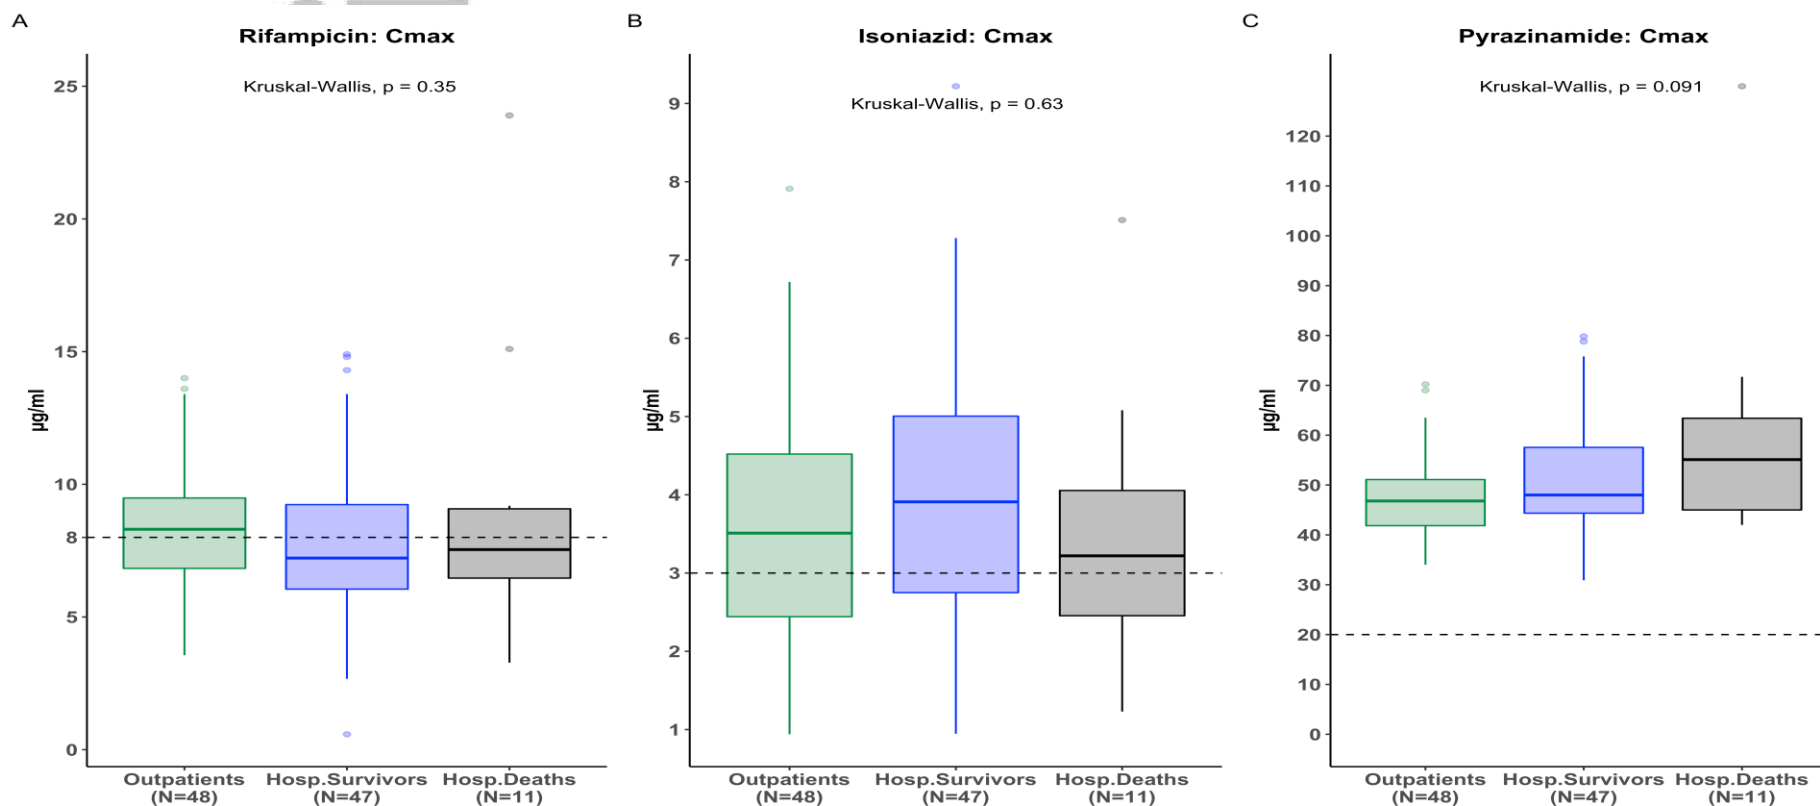 A
Rifampicin: Cmax
Kruskal-Wallis, p = 0.35
25
20
15
10
8
5
0
µg/ml
Outpatients
(N=48)
Hosp.Survivors
(N=47)
Hosp.Deaths
(N=11)
B
Isoniazid: Cmax
Kruskal-Wallis, p = 0.63
9
8
7
6
5
4
3
2
1
µg/ml
Outpatients
(N=48)
Hosp.Survivors
(N=47)
Hosp.Deaths
(N=11)
C
Pyrazinamide: Cmax
Kruskal-Wallis, p = 0.091
120
110
100
90
80
70
60
50
40
30
20
10
0
µg/ml
Outpatients
(N=48)
Hosp.Survivors
(N=47)
Hosp.Deaths
(N=11)